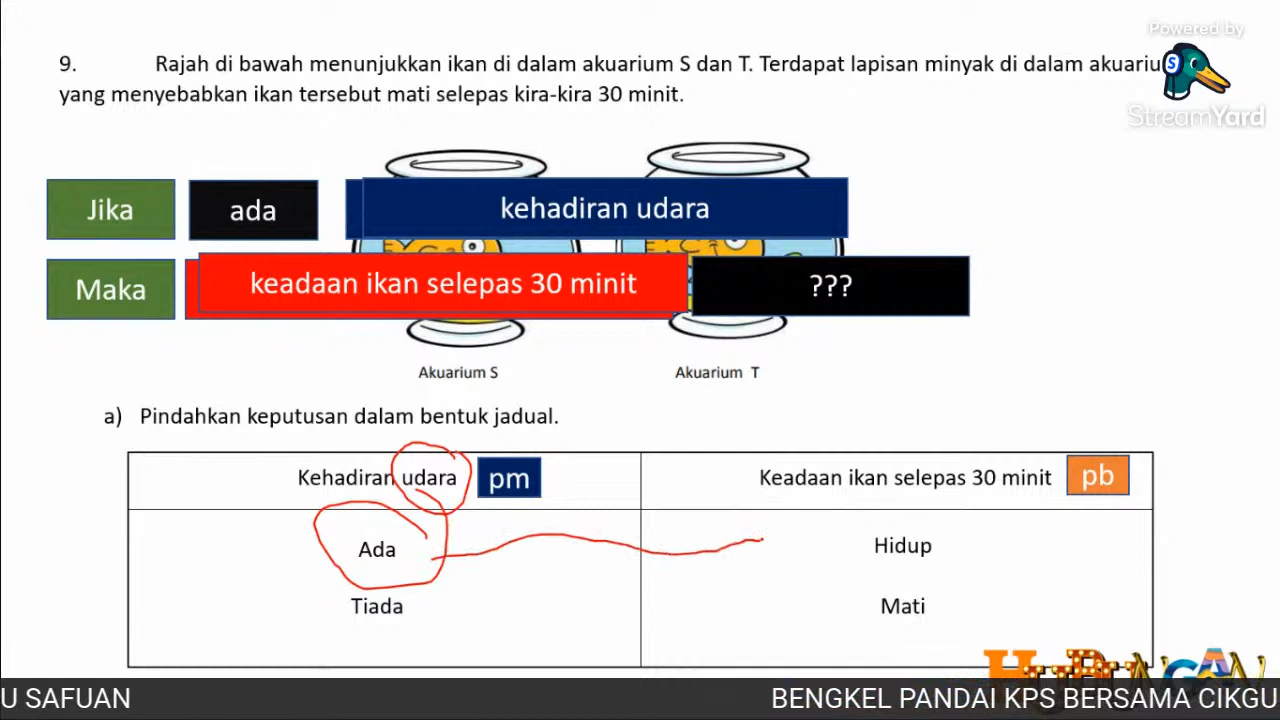 Powered by
StreamYard
9. Rajah di bawah menunjukkan ikan di dalam akuarium S dan T. Terdapat lapisan minyak di dalam akuariu
yang menyebabkan ikan tersebut mati selepas kira-kira 30 minit.
Jika ada kehadiran udara
Maka keadaan ikan selepas 30 minit ???
Akuarium S Akuarium T
a) Pindahkan keputusan dalam bentuk jadual.
Kehadiran udara pm Keadaan ikan selepas 30 minit pb
Ada Hidup
Tiada Mati
HUBUNGAN
U SAFUAN BENGKEL PANDAI KPS BERSAMA CIKGU